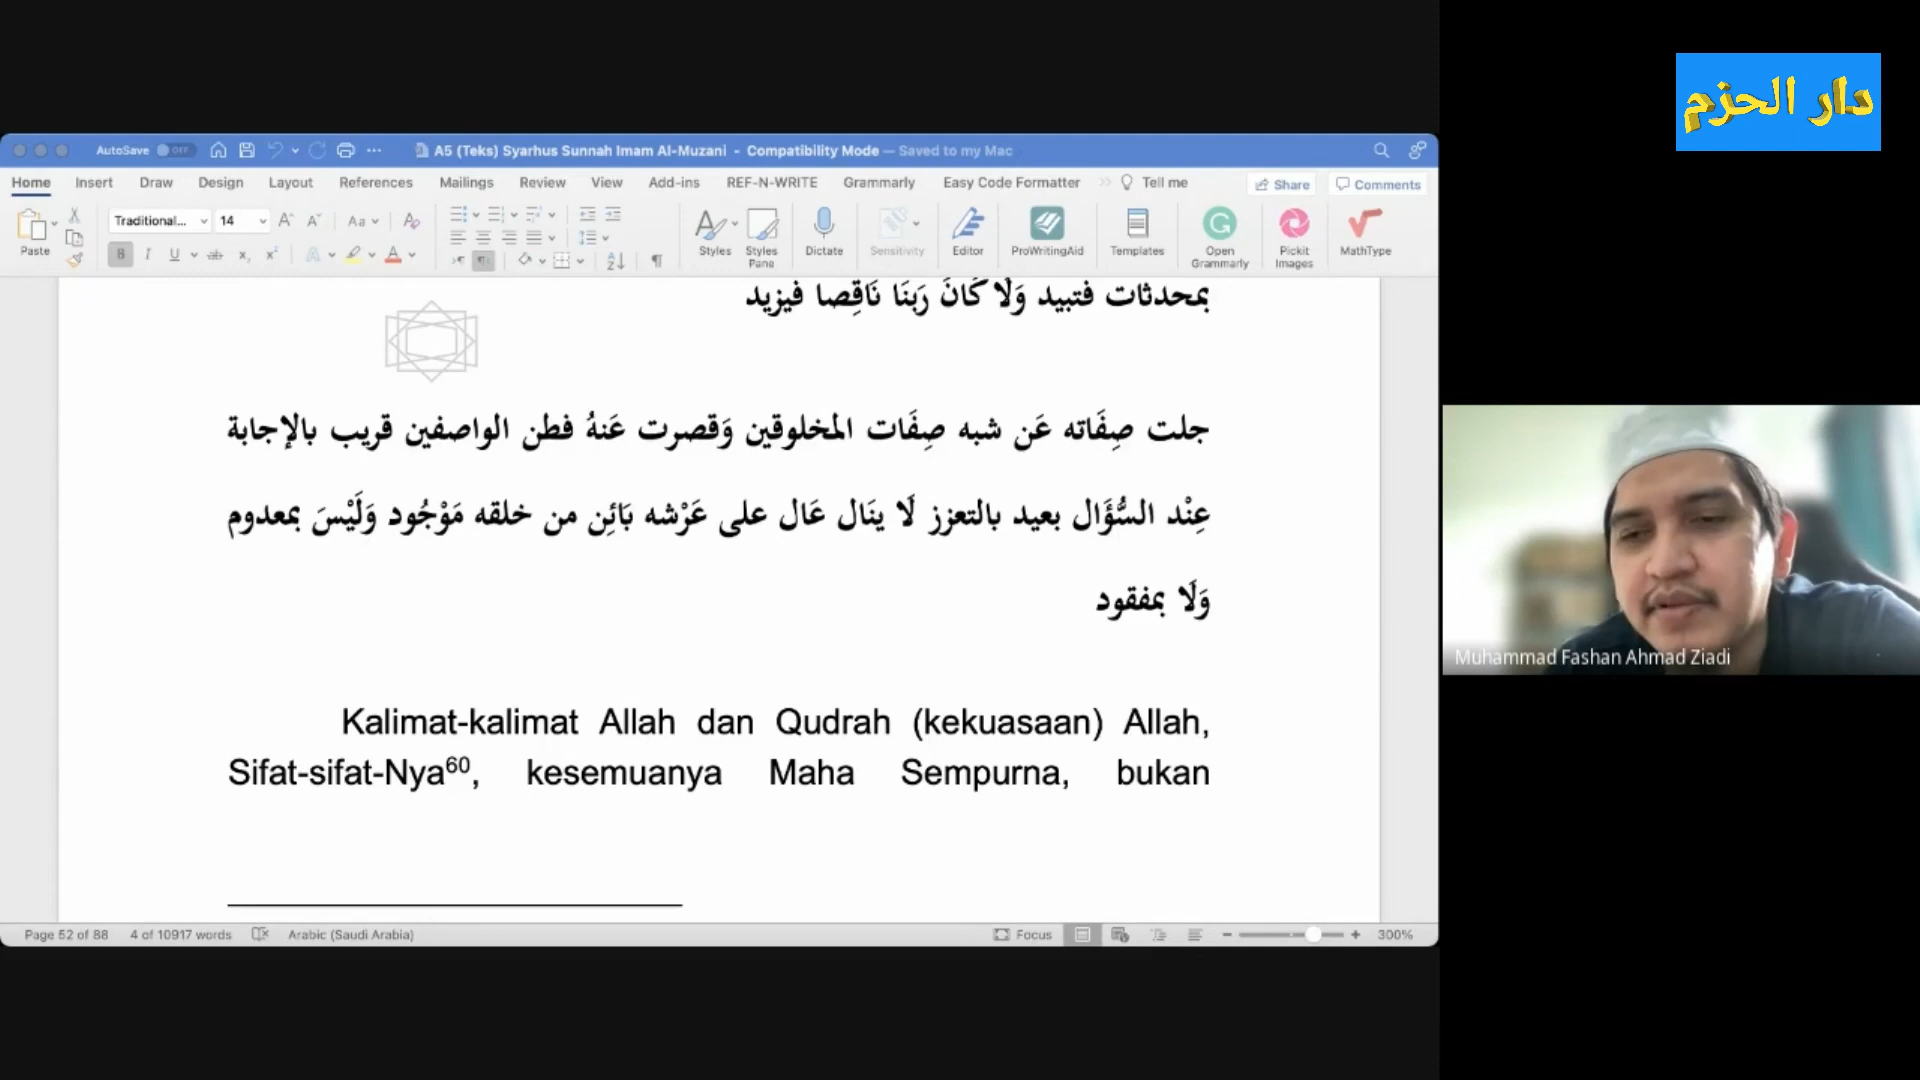 دار الحزم
AutoSave OFF
A5 (Teks) Syarhus Sunnah Imam Al-Muzani - Compatibility Mode — Saved to my Mac
Home Insert Draw Design Layout References Mailings Review View Add-ins REF-N-WRITE Grammarly Easy Code Formatter Tell me Share Comments
Paste Traditional... 14 Styles Styles Pane Dictate Sensitivity Editor ProWritingAid Templates Open Grammarly Pickit Images MathType
بمحدثات فتبيد وَلَا كَانَ رَبنَا نَاقِصا فيزيد
جلت صِفَاته عَن شبه صِفَات المخلوقين وَقصرت عَنهُ فطن الواصفين قريب بالإجابة
عِنْد السُّؤَال بعيد بالتعزز لَا ينَال عَال على عَرْشه بَائِن من خلقه مَوْجُود وَلَيْسَ بمعدوم
وَلَا بمفقود
Kalimat-kalimat Allah dan Qudrah (kekuasaan) Allah,
Sifat-sifat-Nya60, kesemuanya Maha Sempurna, bukan
Page 52 of 88 4 of 10917 words Arabic (Saudi Arabia) Focus 300%
Muhammad Fashan Ahmad Ziadi